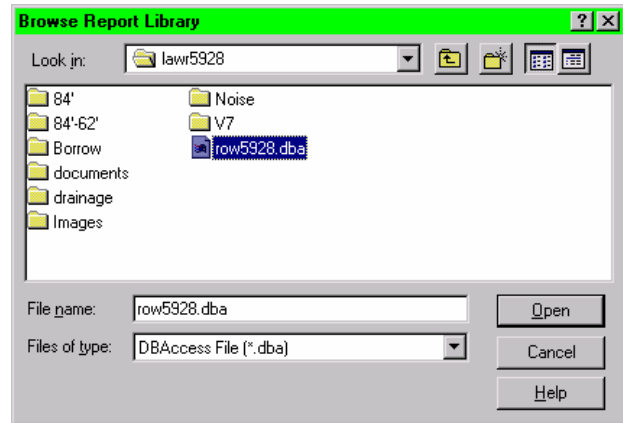 Browse Report Library
Look in: lawr5928
84' Noise
84'-62' V7
Borrow row5928.dba
documents
drainage
Images
File name: row5928.dba Open
Files of type: DBAccess File (*.dba) Cancel
Help